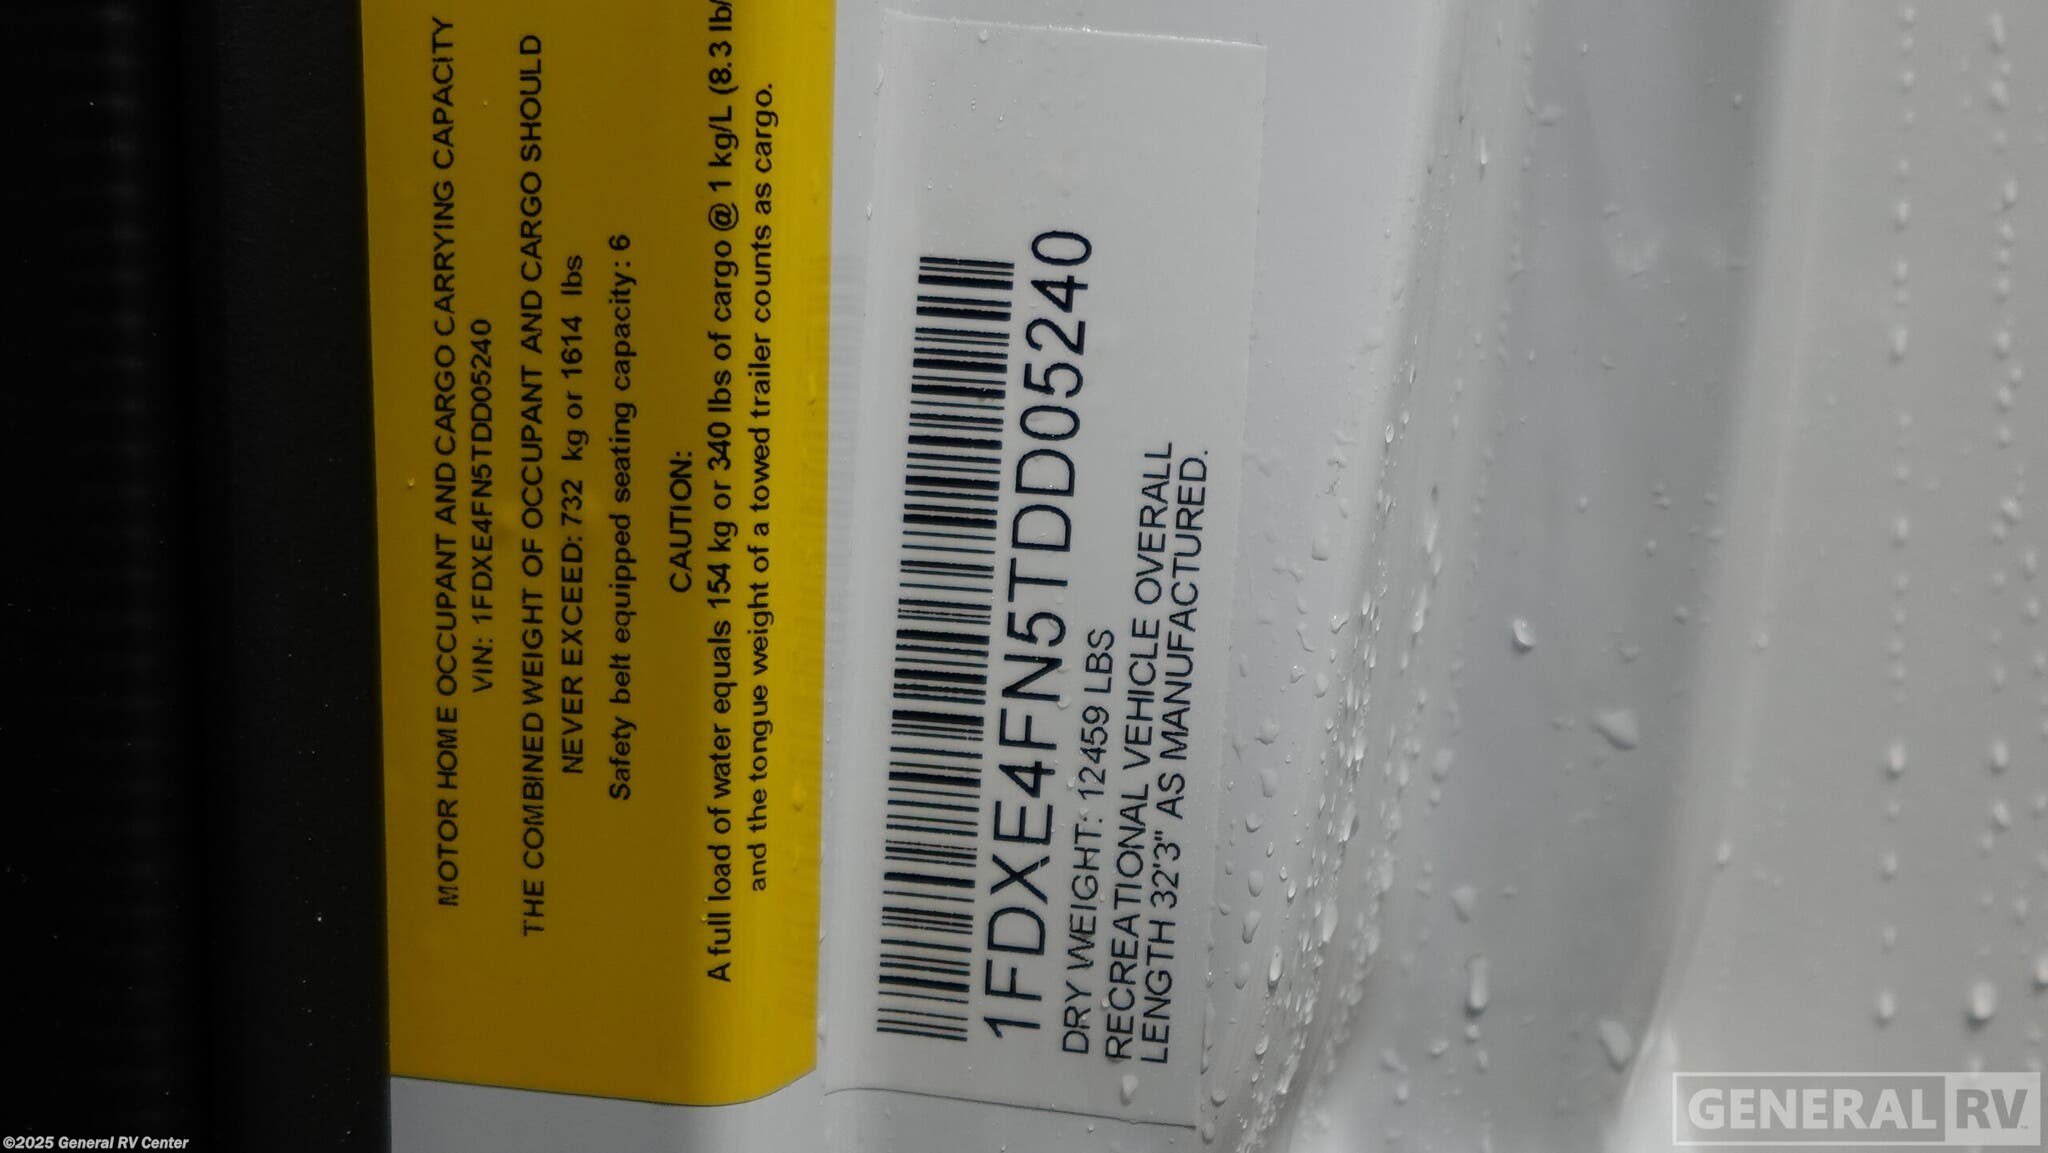 MOTOR HOME OCCUPANT AND CARGO CARRYING CAPACITY
VIN: 1FDXE4FN5TDD05240
THE COMBINED WEIGHT OF OCCUPANT AND CARGO SHOULD
NEVER EXCEED: 732 kg or 1614 lbs
Safety belt equipped seating capacity: 6
CAUTION:
A full load of water equals 154 kg or 340 lbs of cargo @ 1 kg/L (8.3 lb/
and the tongue weight of a towed trailer counts as cargo.
1FDXE4FN5TDD05240
DRY WEIGHT: 12459 LBS
RECREATIONAL VEHICLE OVERALL
LENGTH 32'3" AS MANUFACTURED.
©2025 General RV Center
GENERAL RV